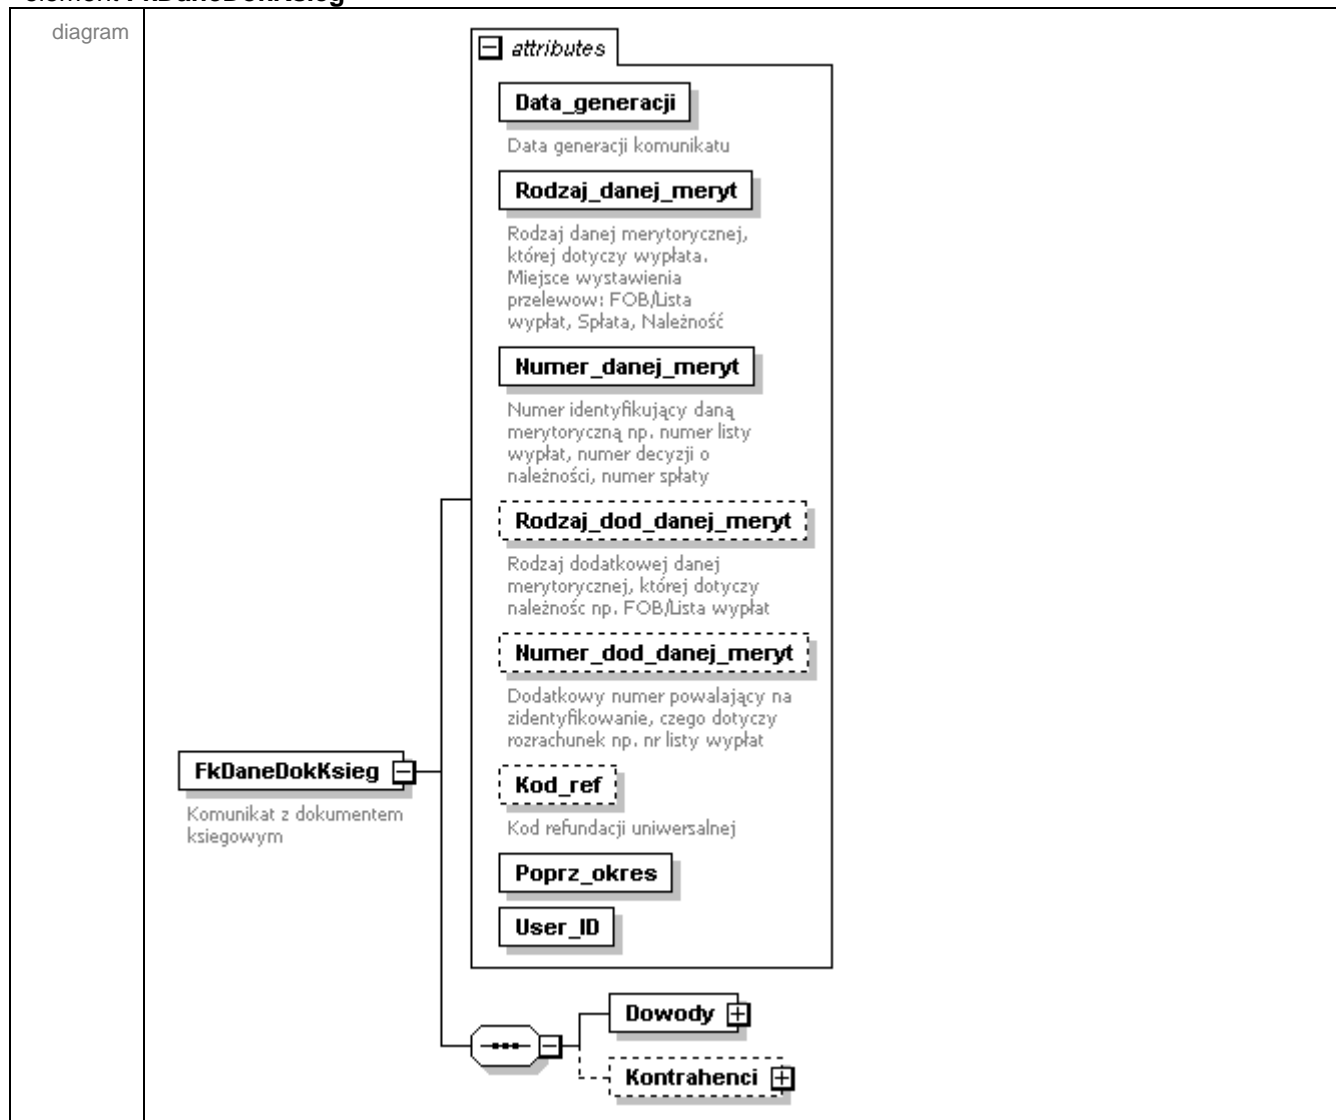 element FkDaneDokKsieg
diagram
attributes
Data_generacji
Data generacji komunikatu
Rodzaj_danej_meryt
Rodzaj danej merytorycznej,
której dotyczy wypłata.
Miejsce wystawienia
przelewow: FOB/Lista
wypłat, Spłata, Należność
Numer_danej_meryt
Numer identyfikujący daną
merytoryczną np. numer listy
wypłat, numer decyzji o
należności, numer spłaty
Rodzaj_dod_danej_meryt
Rodzaj dodatkowej danej
merytorycznej, której dotyczy
należnośc np. FOB/Lista wypłat
Numer_dod_danej_meryt
Dodatkowy numer powalający na
zidentyfikowanie, czego dotyczy
rozrachunek np. nr listy wypłat
FkDaneDokKsieg
Komunikat z dokumentem
ksiegowym
Kod_ref
Kod refundacji uniwersalnej
Poprz_okres
User_ID
Dowody
Kontrahenci